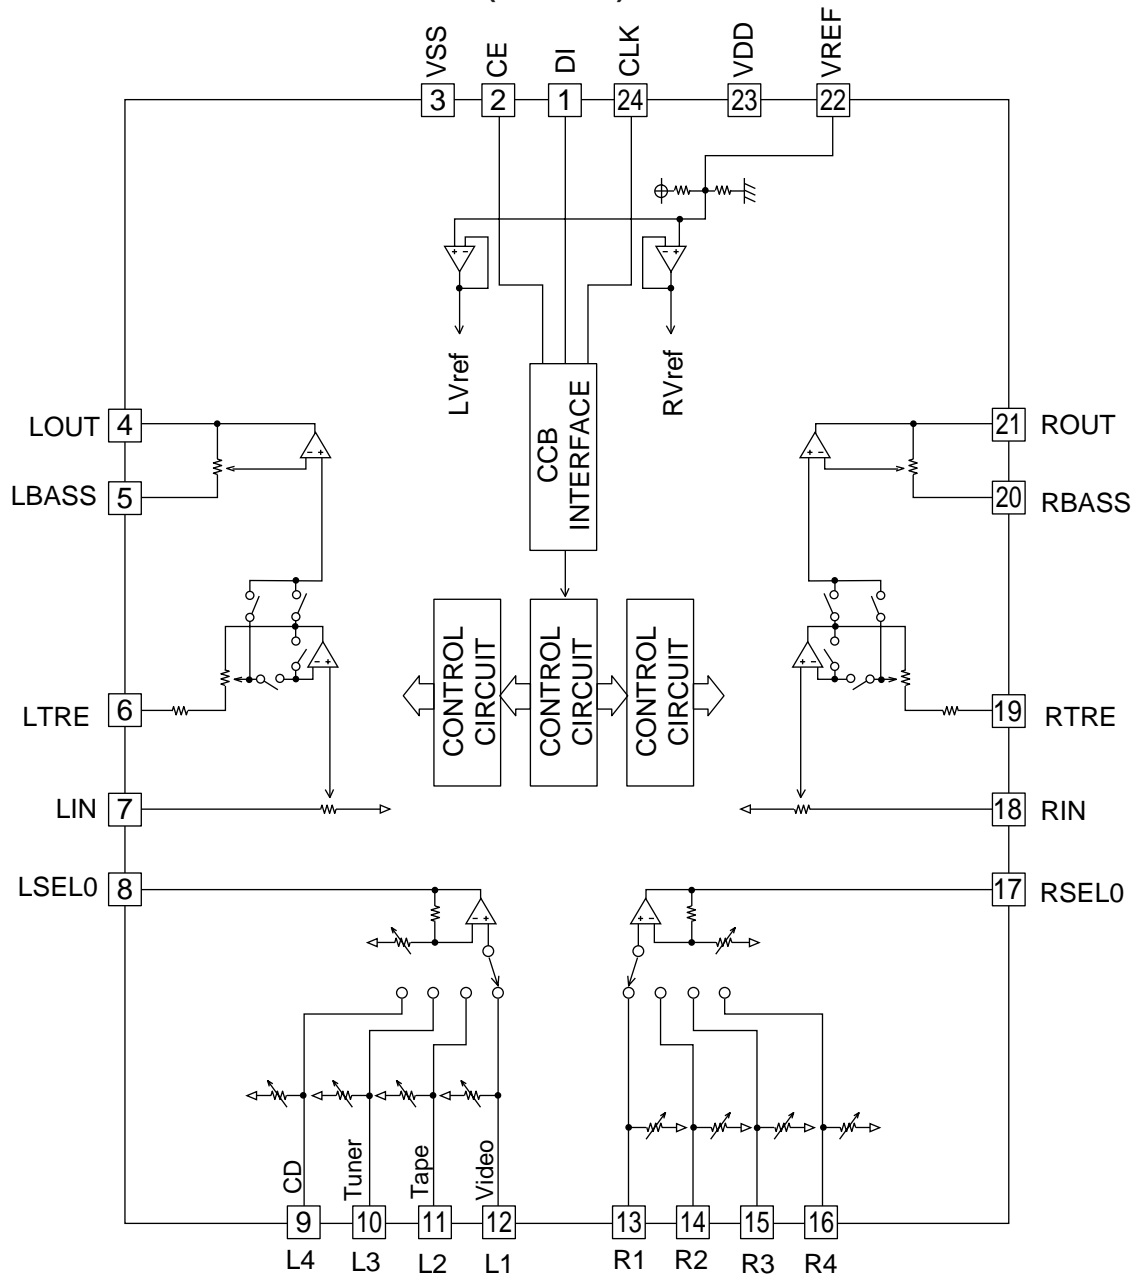 VSS
CE
DI
CLK
VDD
VREF
3
2
1
24
23
22
+ -
+ -
LVref
RVref
CCB
INTERFACE
LOUT
4
- +
- +
21
ROUT
LBASS
5
20
RBASS
CONTROL
CIRCUIT
CONTROL
CIRCUIT
CONTROL
CIRCUIT
- +
- +
LTRE
6
19
RTRE
LIN
7
18
RIN
LSEL0
8
17
RSEL0
- +
+ -
CD
Tuner
Tape
Video
9
10
11
12
13
14
15
16
L4
L3
L2
L1
R1
R2
R3
R4